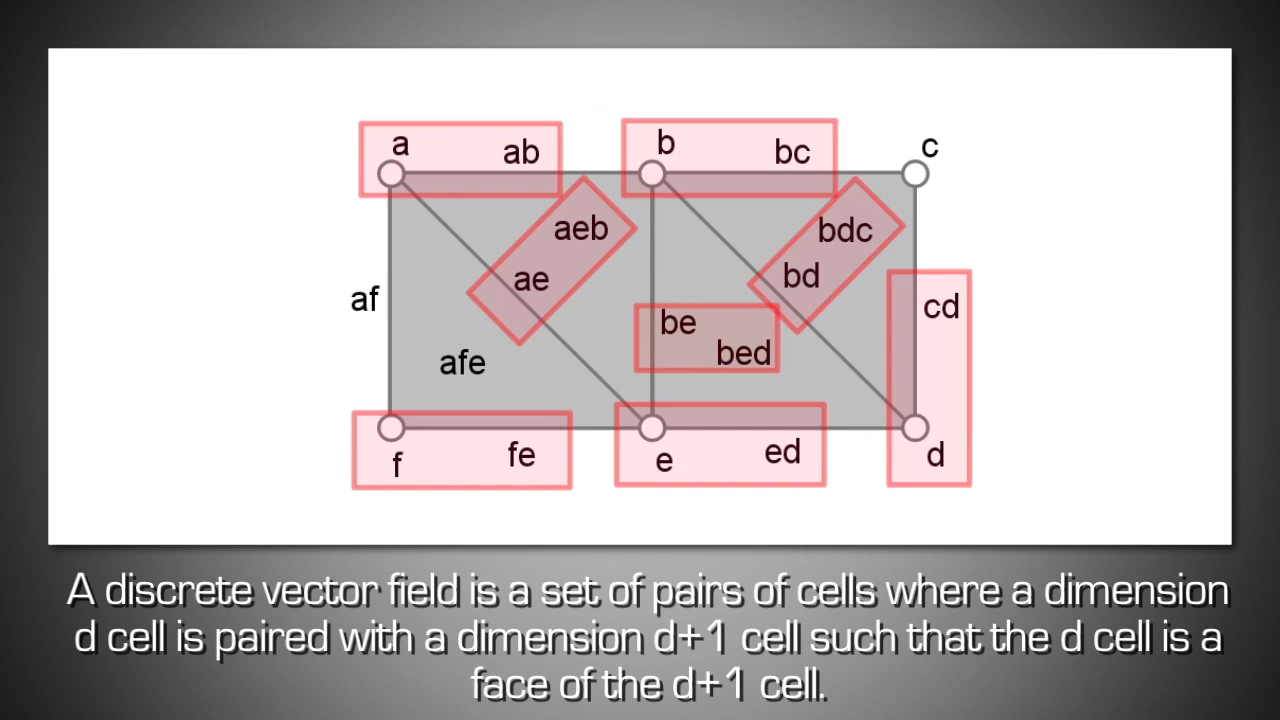 a ab b bc c
aeb bdc
ae bd
af be cd
afe bed
f fe e ed d
A discrete vector field is a set of pairs of cells where a dimension
d cell is paired with a dimension d+1 cell such that the d cell is a
face of the d+1 cell.